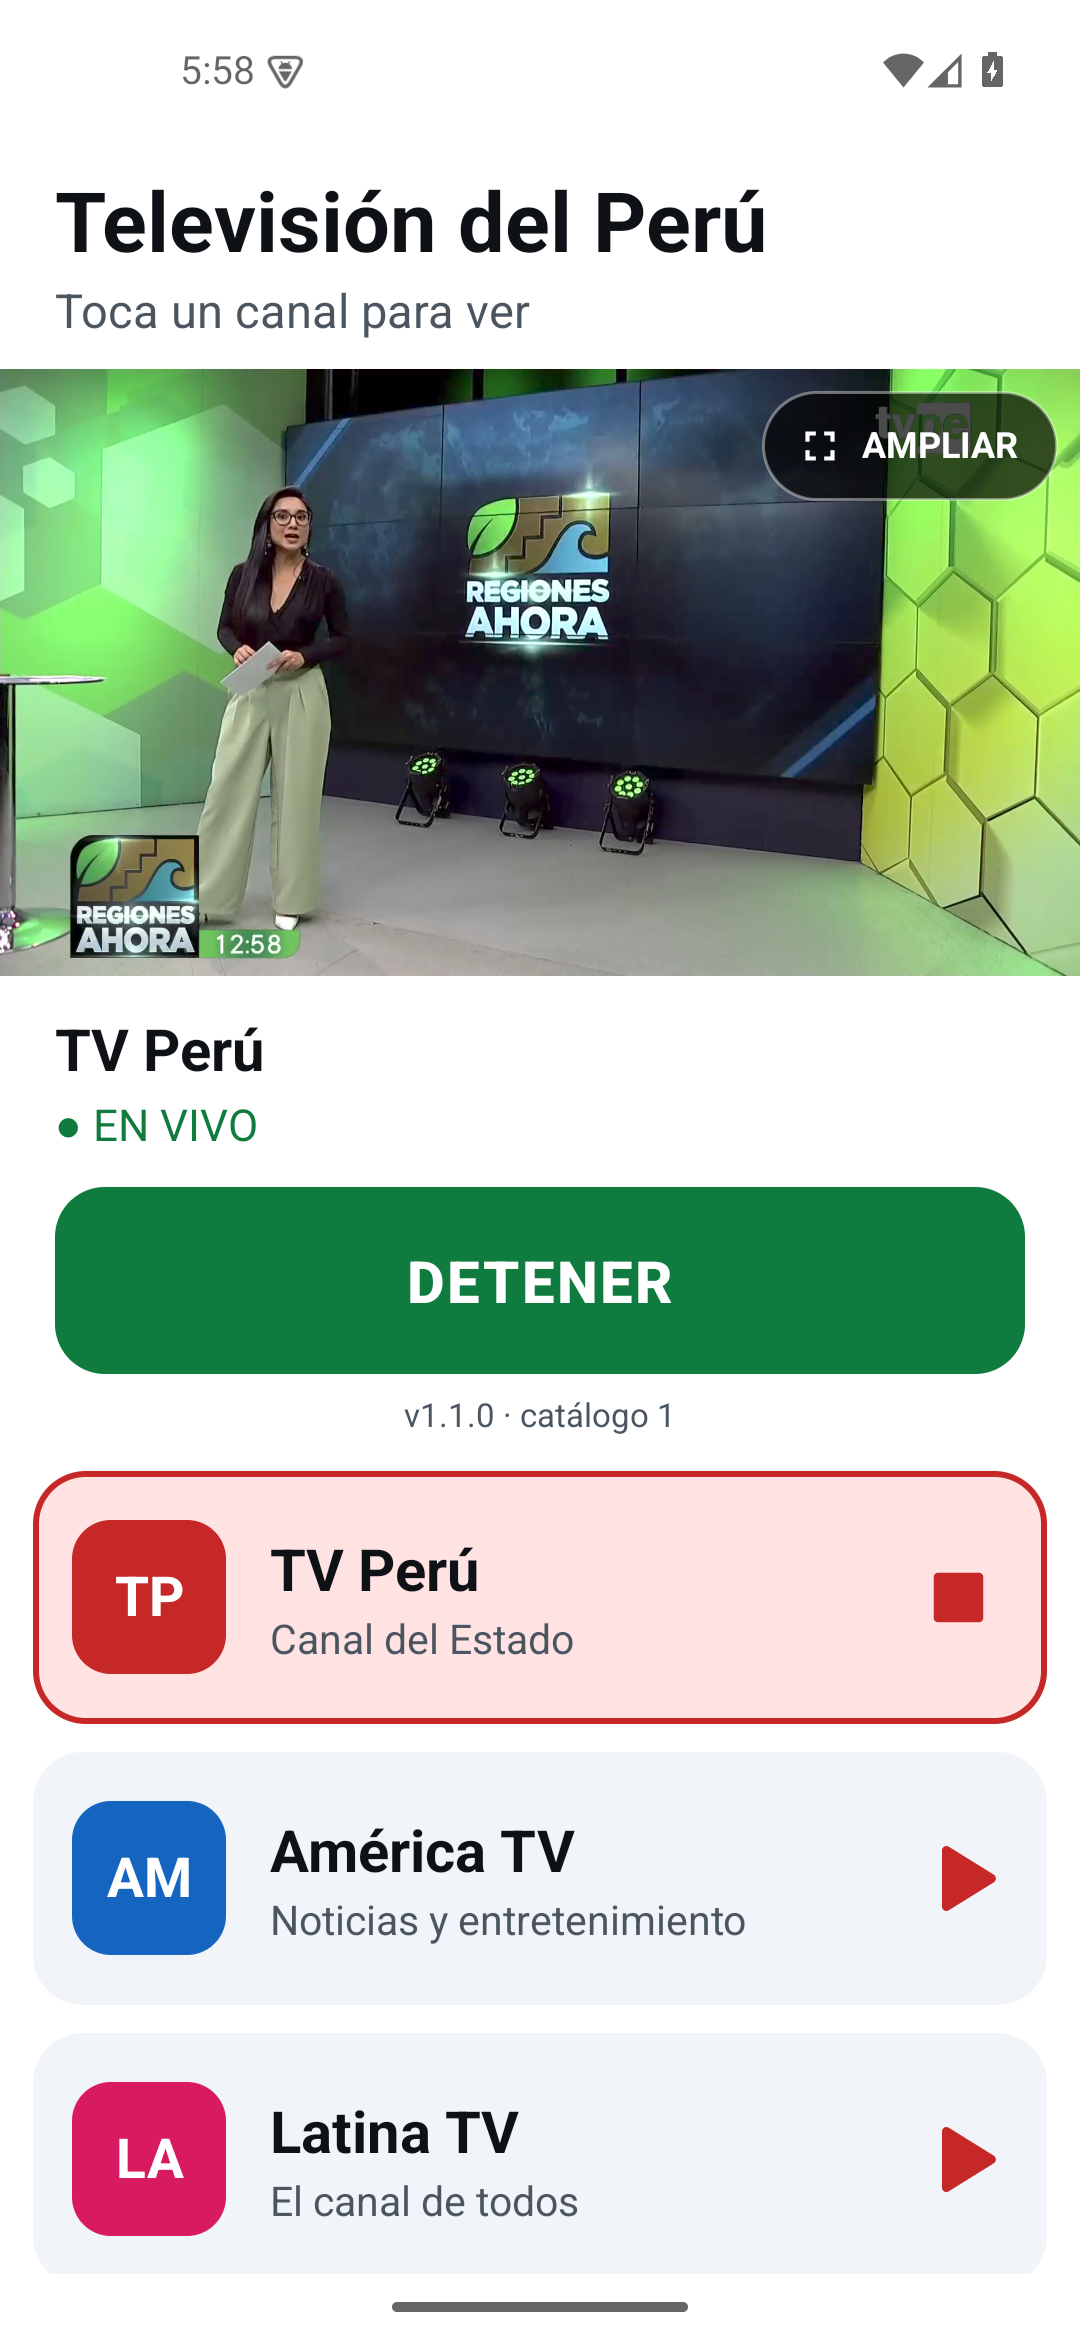 5:58
Televisión del Perú
Toca un canal para ver
AMPLIAR
REGIONES
AHORA
REGIONES
AHORA
12:58
TV Perú
● EN VIVO
DETENER
v1.1.0 · catálogo 1
TP
TV Perú
Canal del Estado
AM
América TV
Noticias y entretenimiento
LA
Latina TV
El canal de todos